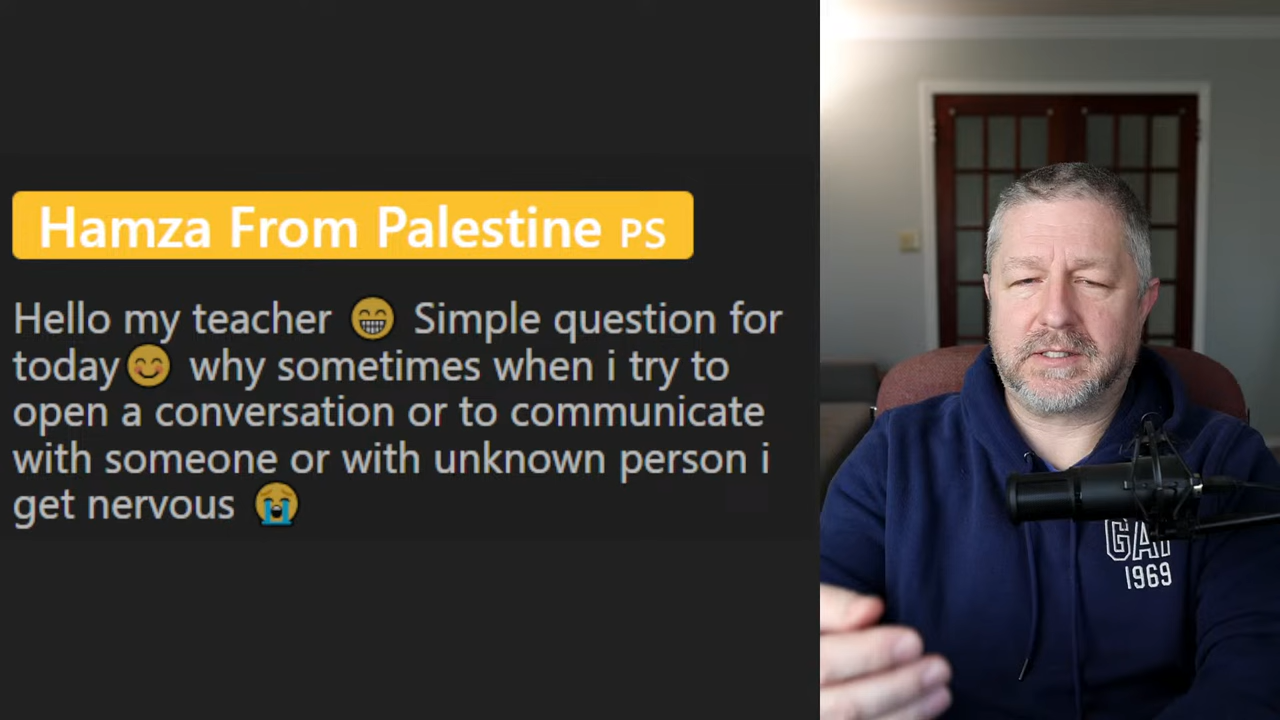 Hamza From Palestine PS
Hello my teacher 😁 Simple question for
today😊 why sometimes when i try to
open a conversation or to communicate
with someone or with unknown person i
get nervous 😭
GAP
1969